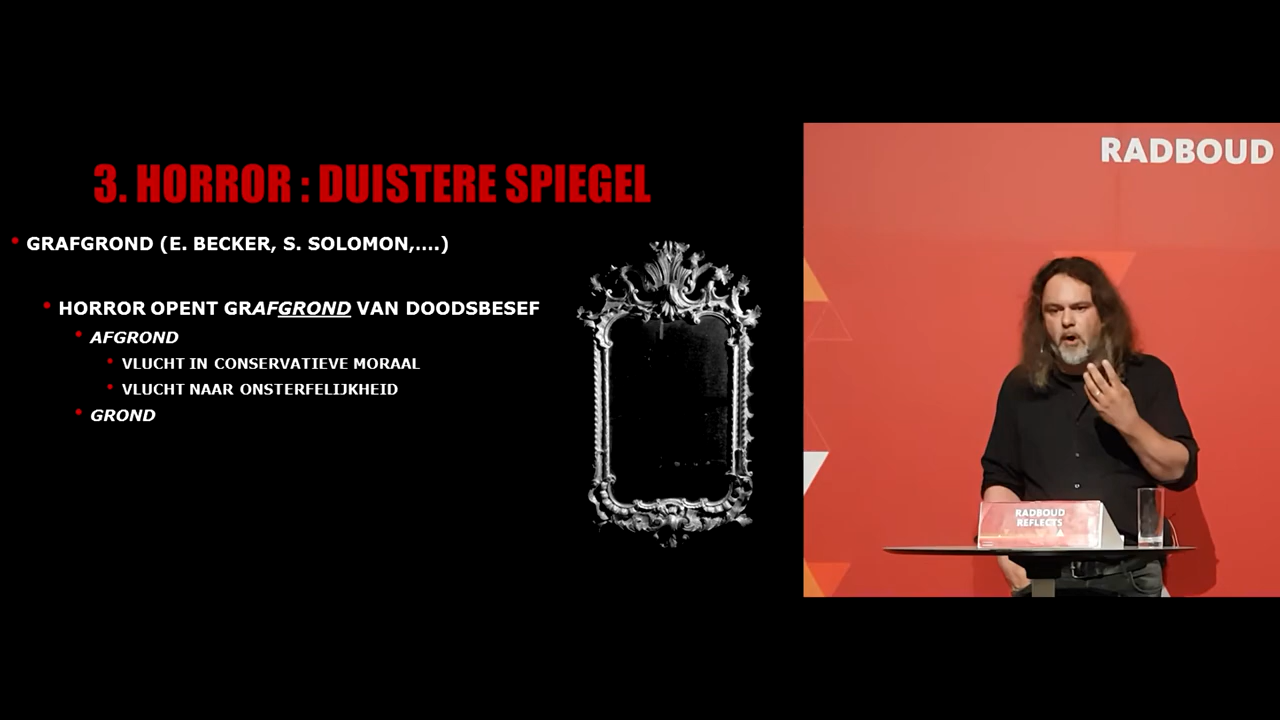 3. HORROR : DUISTERE SPIEGEL
• GRAFGROND (E. BECKER, S. SOLOMON,....)
• HORROR OPENT GRAFGROND VAN DOODSBESEF
• AFGROND
• VLUCHT IN CONSERVATIEVE MORAAL
• VLUCHT NAAR ONSTERFELIJKHEID
• GROND
RADBOUD
RADBOUD
REFLECTS